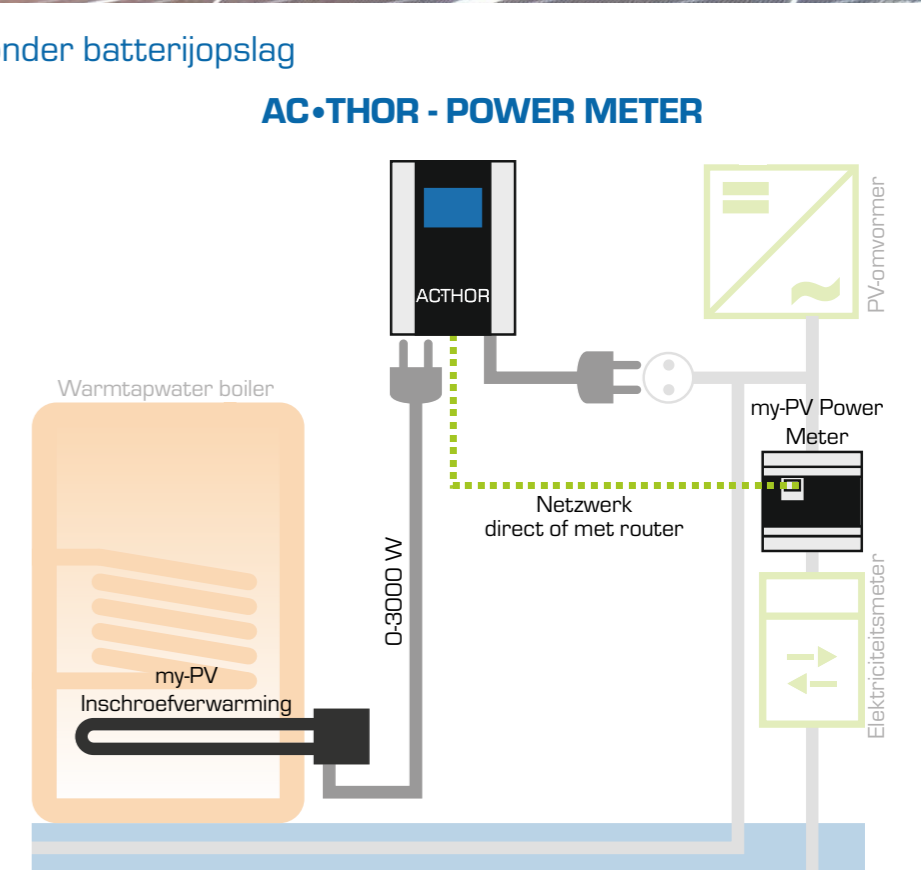 batterijopslag
AC•THOR - POWER METER
ACTHOR
PV-omvormer
Warmtapwater boiler
my-PV Power
Meter
Netzwerk
direct of met router
0-3000 W
Elektriciteitsmeter
my-PV
Inschroefverwarming